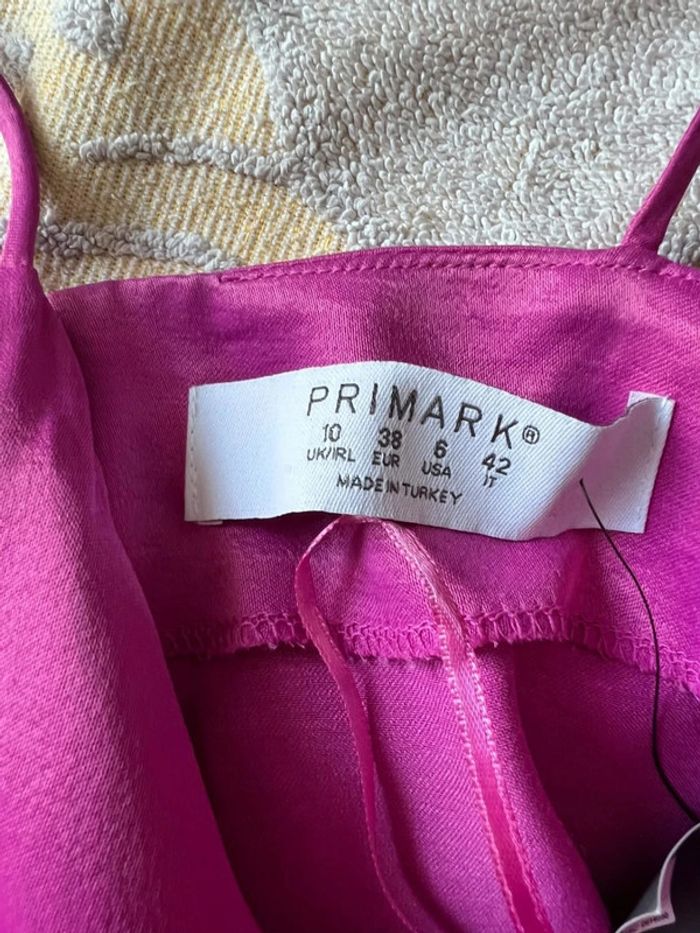 PRIMARK®
10 38 6 42
UK/IRL EUR USA IT
MADE IN TURKEY